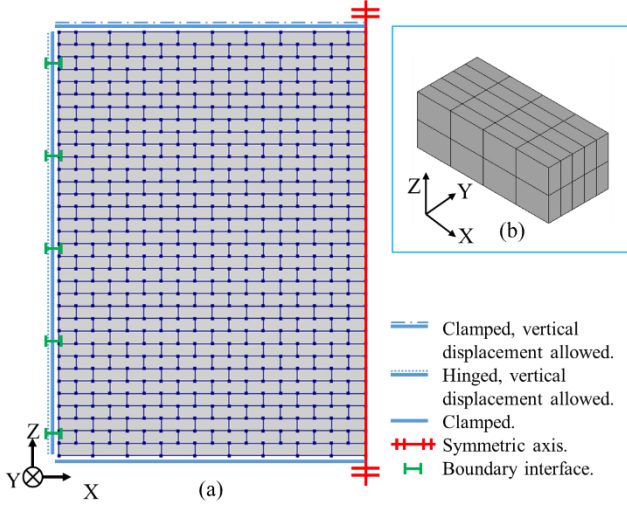 Z
Y
X
(a)
Z
Y
X
(b)
Clamped, vertical
displacement allowed.
Hinged, vertical
displacement allowed.
Clamped.
Symmetric axis.
Boundary interface.